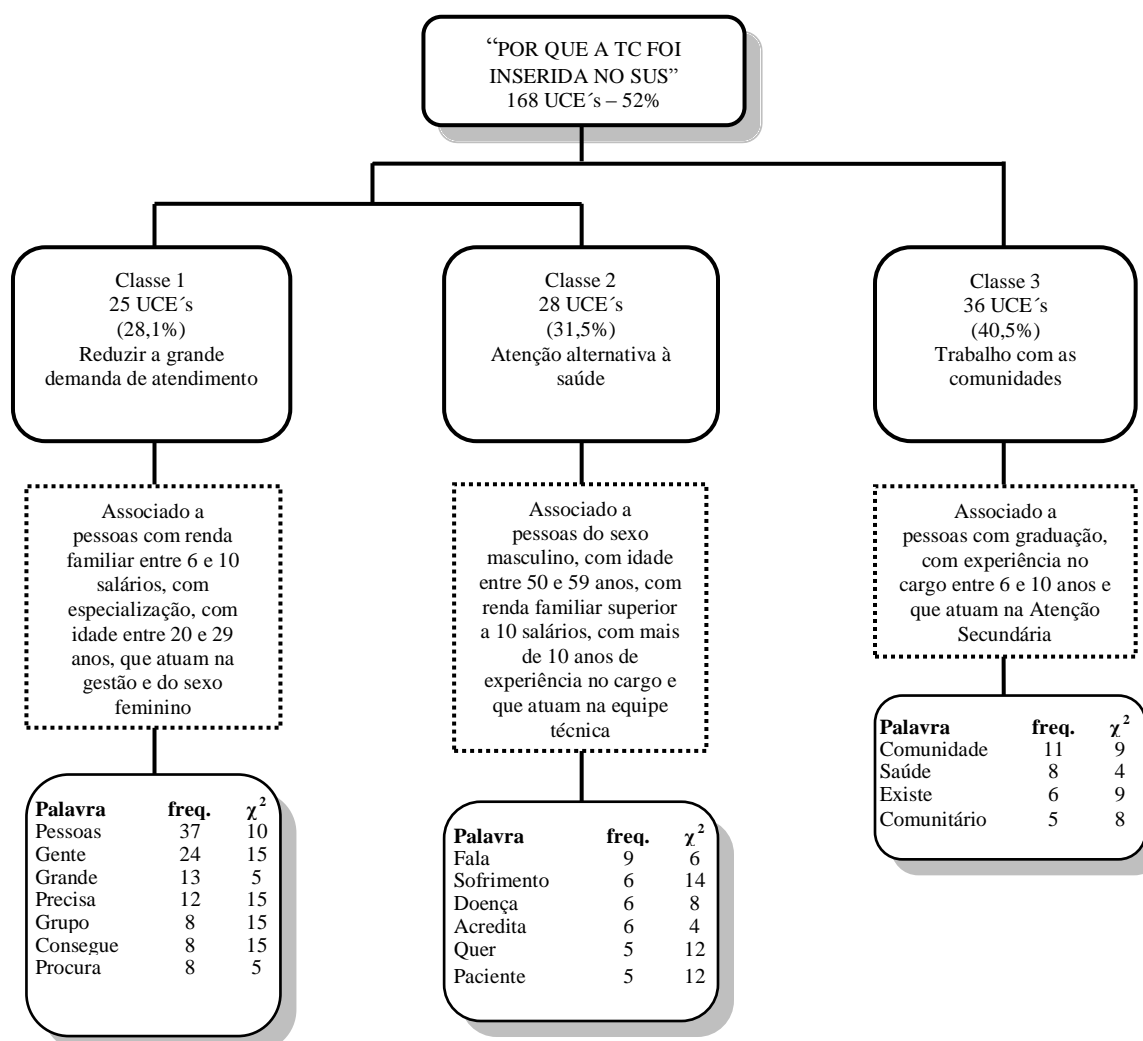 “POR QUE A TC FOI
INSERIDA NO SUS”
168 UCE´s – 52%
Classe 1
25 UCE´s
(28,1%)
Reduzir a grande
demanda de atendimento
Classe 2
28 UCE´s
(31,5%)
Atenção alternativa à
saúde
Classe 3
36 UCE´s
(40,5%)
Trabalho com as
comunidades
Associado a
pessoas com renda
familiar entre 6 e 10
salários, com
especialização, com
idade entre 20 e 29
anos, que atuam na
gestão e do sexo
feminino
Associado a
pessoas do sexo
masculino, com idade
entre 50 e 59 anos, com
renda familiar superior
a 10 salários, com mais
de 10 anos de
experiência no cargo e
que atuam na equipe
técnica
Associado a
pessoas com graduação,
com experiência no
cargo entre 6 e 10 anos e
que atuam na Atenção
Secundária
Palavra freq. χ²
Pessoas 37 10
Gente 24 15
Grande 13 5
Precisa 12 15
Grupo 8 15
Consegue 8 15
Procura 8 5
Palavra freq. χ²
Fala 9 6
Sofrimento 6 14
Doença 6 8
Acredita 6 4
Quer 5 12
Paciente 5 12
Palavra freq. χ²
Comunidade 11 9
Saúde 8 4
Existe 6 9
Comunitário 5 8